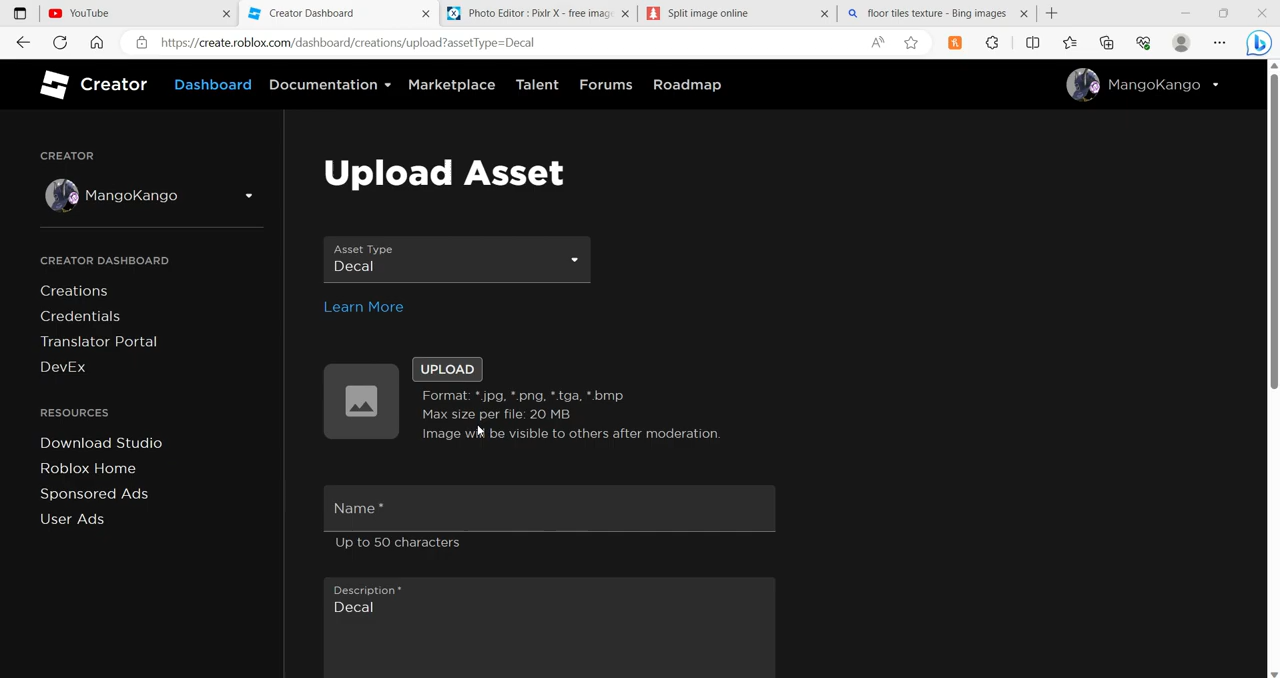 YouTube
Creator Dashboard
Photo Editor : Pixlr X - free imag
Split image online
floor tiles texture - Bing images
https://create.roblox.com/dashboard/creations/upload?assetType=Decal
Creator
Dashboard
Documentation
Marketplace
Talent
Forums
Roadmap
MangoKango
CREATOR
MangoKango
CREATOR DASHBOARD
Creations
Credentials
Translator Portal
DevEx
RESOURCES
Download Studio
Roblox Home
Sponsored Ads
User Ads
Upload Asset
Asset Type
Decal
Learn More
UPLOAD
Format: *.jpg, *.png, *.tga, *.bmp
Max size per file: 20 MB
Image will be visible to others after moderation.
Name *
Up to 50 characters
Description *
Decal